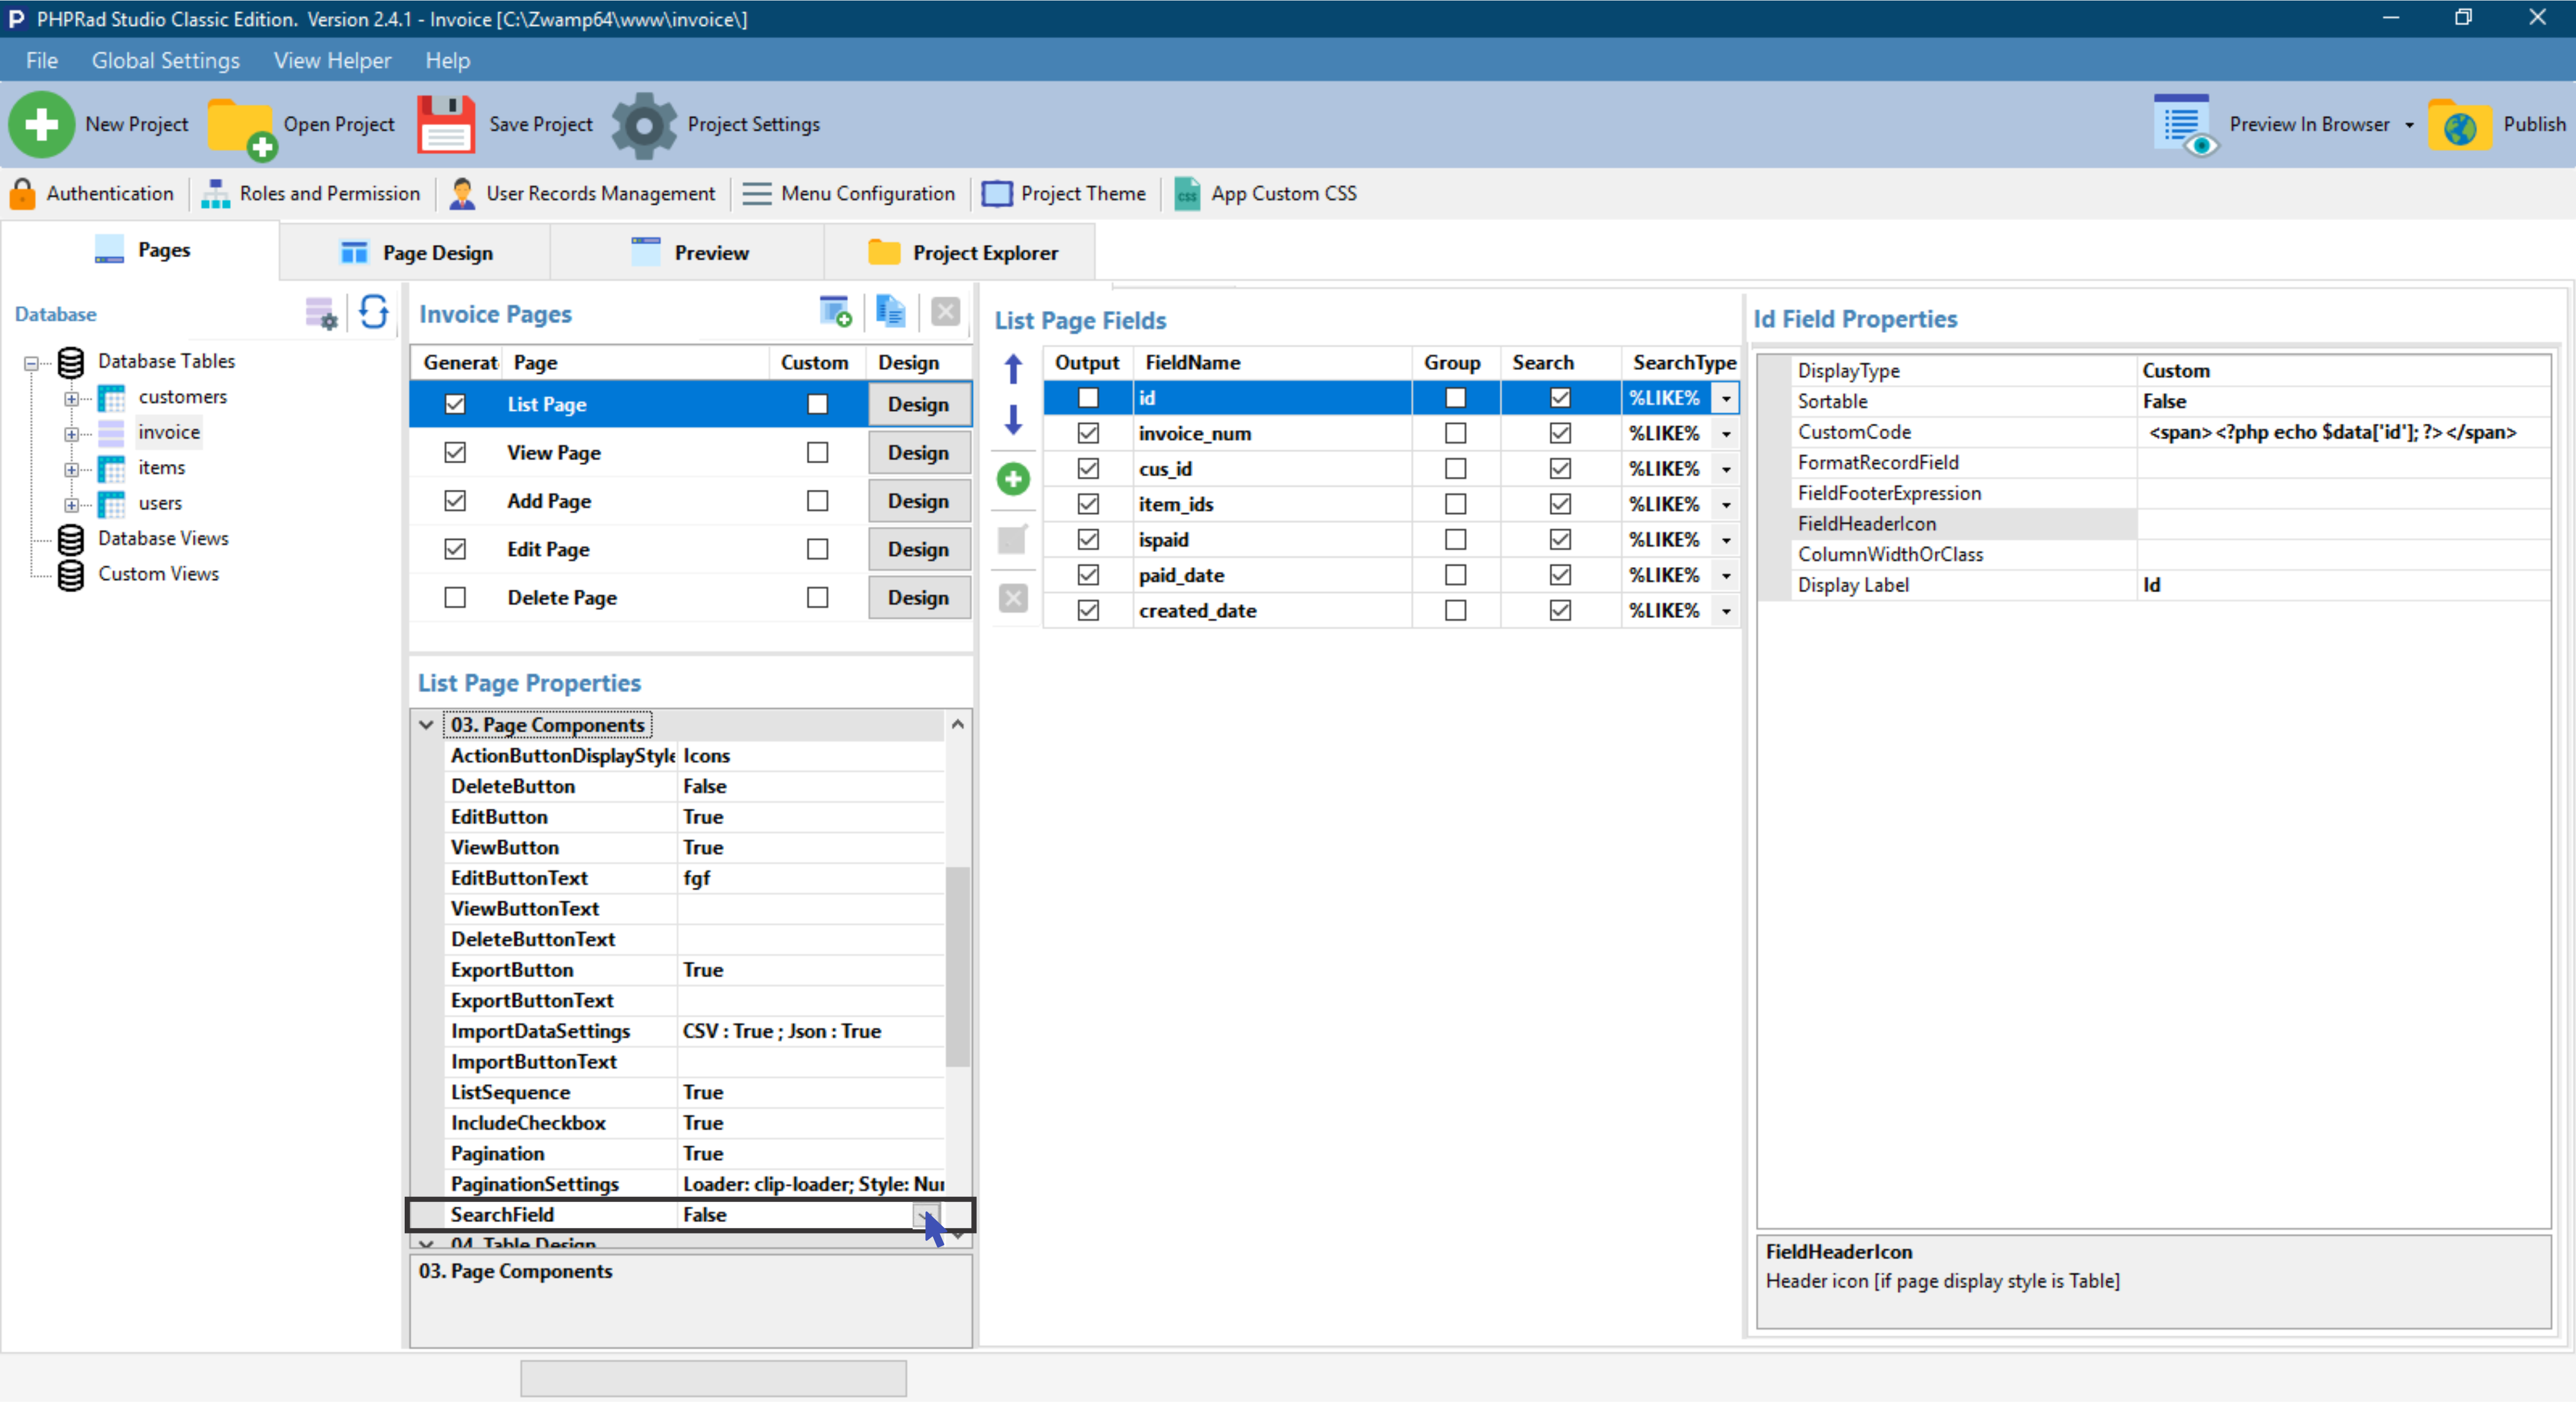 PHPRad Studio Classic Edition.  Version 2.4.1 - Invoice [C:\Zwamp64\www\invoice\]
File Global Settings View Helper Help
New Project Open Project Save Project Project Settings Preview In Browser Publish
Authentication Roles and Permission User Records Management Menu Configuration Project Theme css App Custom CSS
Pages Page Design Preview Project Explorer
Database
Database Tables
customers
invoice
items
users
Database Views
Custom Views
Invoice Pages
Generat Page Custom Design
List Page Design
View Page Design
Add Page Design
Edit Page Design
Delete Page Design
List Page Properties
03. Page Components
ActionButtonDisplayStyle Icons
DeleteButton False
EditButton True
ViewButton True
EditButtonText fgf
ViewButtonText
DeleteButtonText
ExportButton True
ExportButtonText
ImportDataSettings CSV : True ; Json : True
ImportButtonText
ListSequence True
IncludeCheckbox True
Pagination True
PaginationSettings Loader: clip-loader; Style: Nur
SearchField False
04. Table Design
03. Page Components
List Page Fields
Output FieldName Group Search SearchType
id %LIKE%
invoice_num %LIKE%
cus_id %LIKE%
item_ids %LIKE%
ispaid %LIKE%
paid_date %LIKE%
created_date %LIKE%
Id Field Properties
DisplayType Custom
Sortable False
CustomCode <span><?php echo $data['id']; ?></span>
FormatRecordField
FieldFooterExpression
FieldHeaderIcon
ColumnWidthOrClass
Display Label Id
FieldHeaderIcon
Header icon [if page display style is Table]